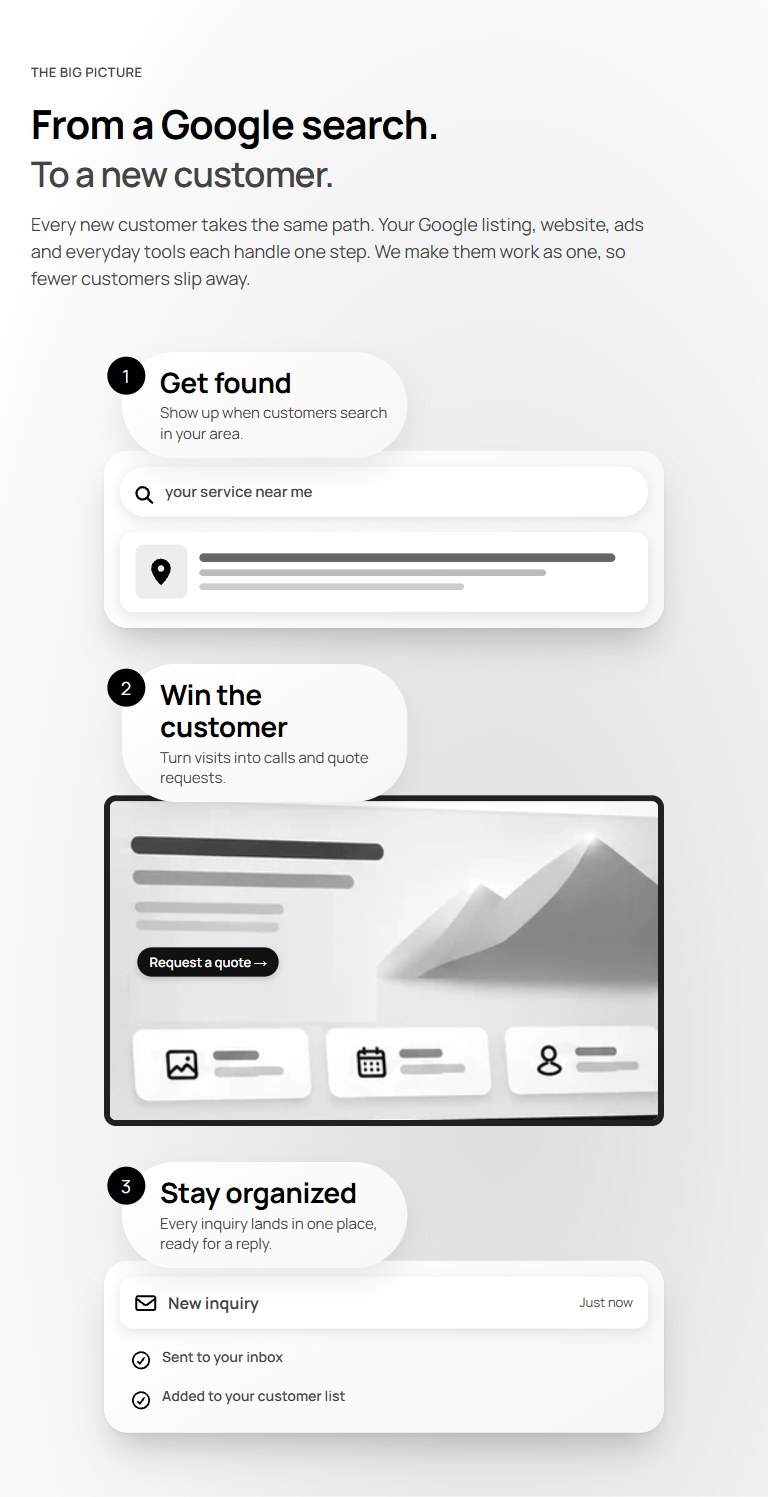 THE BIG PICTURE
From a Google search.
To a new customer.
Every new customer takes the same path. Your Google listing, website, ads
and everyday tools each handle one step. We make them work as one, so
fewer customers slip away.
1
Get found
Show up when customers search
in your area.
your service near me
2
Win the
customer
Turn visits into calls and quote
requests.
Request a quote →
3
Stay organized
Every inquiry lands in one place,
ready for a reply.
New inquiry
Just now
Sent to your inbox
Added to your customer list